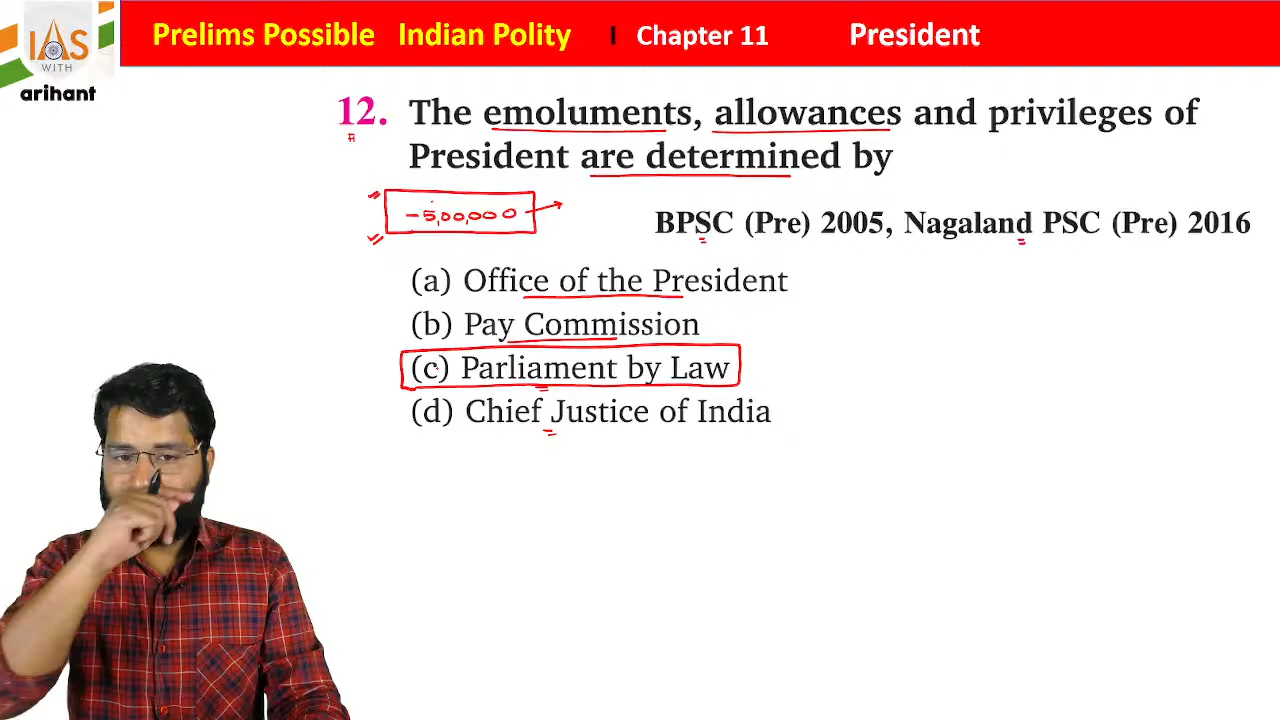 IAS
WITH
arihant
Prelims Possible Indian Polity | Chapter 11 President
12. The emoluments, allowances and privileges of
President are determined by
-5,00,000
BPSC (Pre) 2005, Nagaland PSC (Pre) 2016
(a) Office of the President
(b) Pay Commission
(c) Parliament by Law
(d) Chief Justice of India